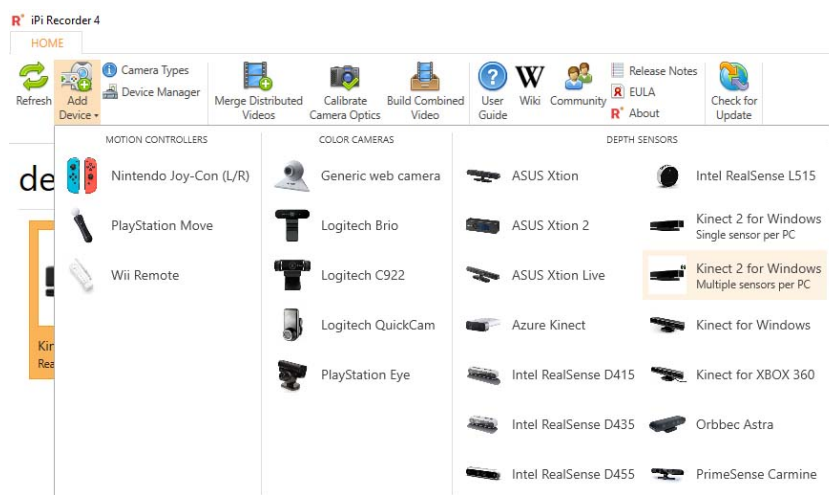 R* iPi Recorder 4
HOME
Refresh
Add
Device
Camera Types
Device Manager
Merge Distributed
Videos
Calibrate
Camera Optics
Build Combined
Video
User
Guide
Wiki
Community
Release Notes
EULA
About
Check for
Update
MOTION CONTROLLERS
Nintendo Joy-Con (L/R)
PlayStation Move
Wii Remote
COLOR CAMERAS
Generic web camera
Logitech Brio
Logitech C922
Logitech QuickCam
PlayStation Eye
DEPTH SENSORS
ASUS Xtion
ASUS Xtion 2
ASUS Xtion Live
Azure Kinect
Intel RealSense D415
Intel RealSense D435
Intel RealSense D455
Intel RealSense L515
Kinect 2 for Windows
Single sensor per PC
Kinect 2 for Windows
Multiple sensors per PC
Kinect for Windows
Kinect for XBOX 360
Orbbec Astra
PrimeSense Carmine
de
Kin
Rea